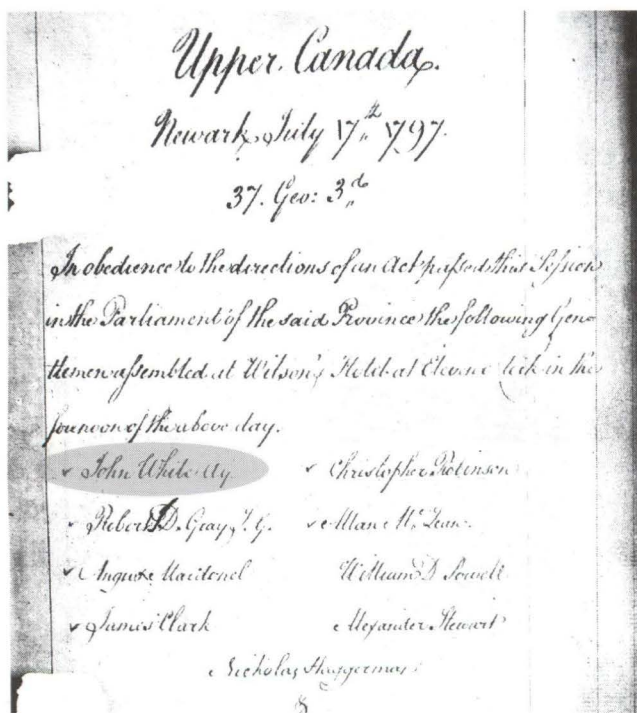 Upper Canada.
Newark July 17th 1797.
37. Geo: 3d
In obedience to the directions of an Act passed this Session
in the Parliament of the said Province the following Gen=
tlemen assembled at Wilson's Hotel at Eleven o'Clock in the
forenoon of the above day.
John White Ay. Christopher Robinson
Robert D. Gray S. G. Allan McLean.
Angus Macdonel William D Powell
James Clark Alexander Stewart
Nicholas Haggerman
&